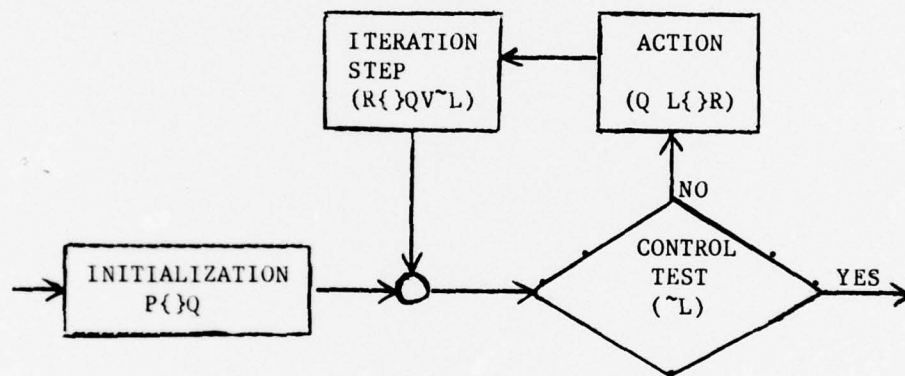 ITERATION
STEP
(R{}QV~L)
ACTION
(Q L{}R)
NO
INITIALIZATION
P{}Q
CONTROL
TEST
(~L)
YES